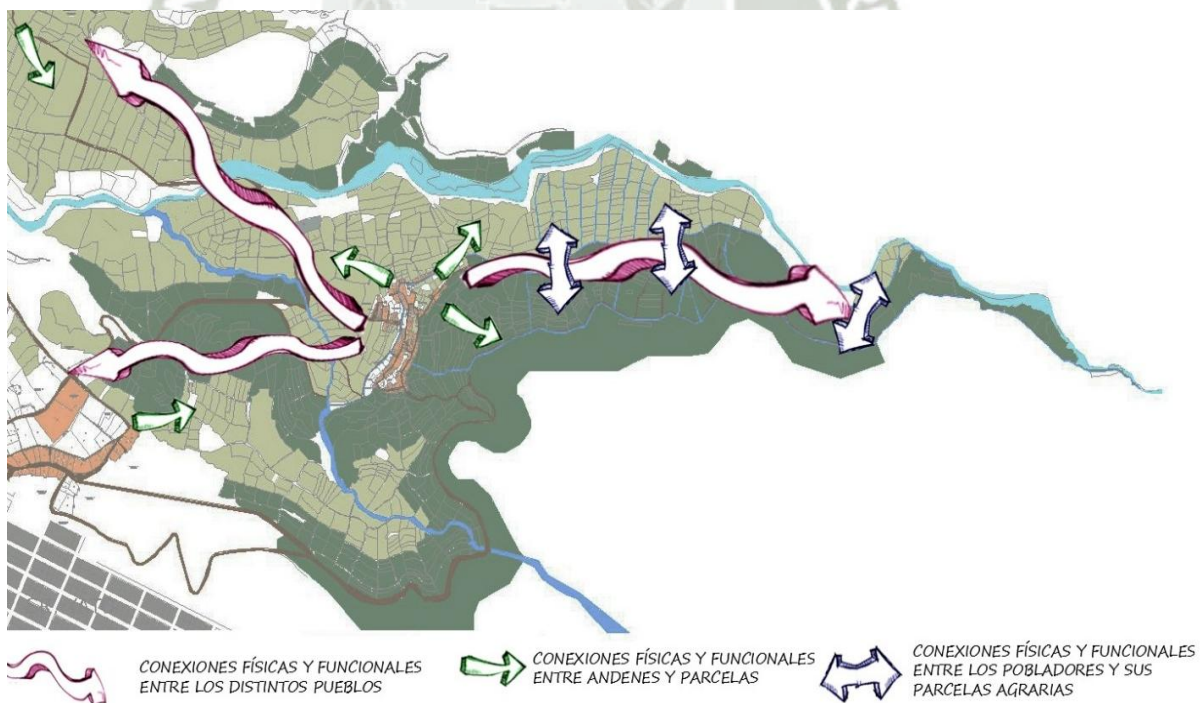 CONEXIONES FÍSICAS Y FUNCIONALES
ENTRE LOS DISTINTOS PUEBLOS
CONEXIONES FÍSICAS Y FUNCIONALES
ENTRE ANDENES Y PARCELAS
CONEXIONES FÍSICAS Y FUNCIONALES
ENTRE LOS POBLADORES Y SUS
PARCELAS AGRARIAS